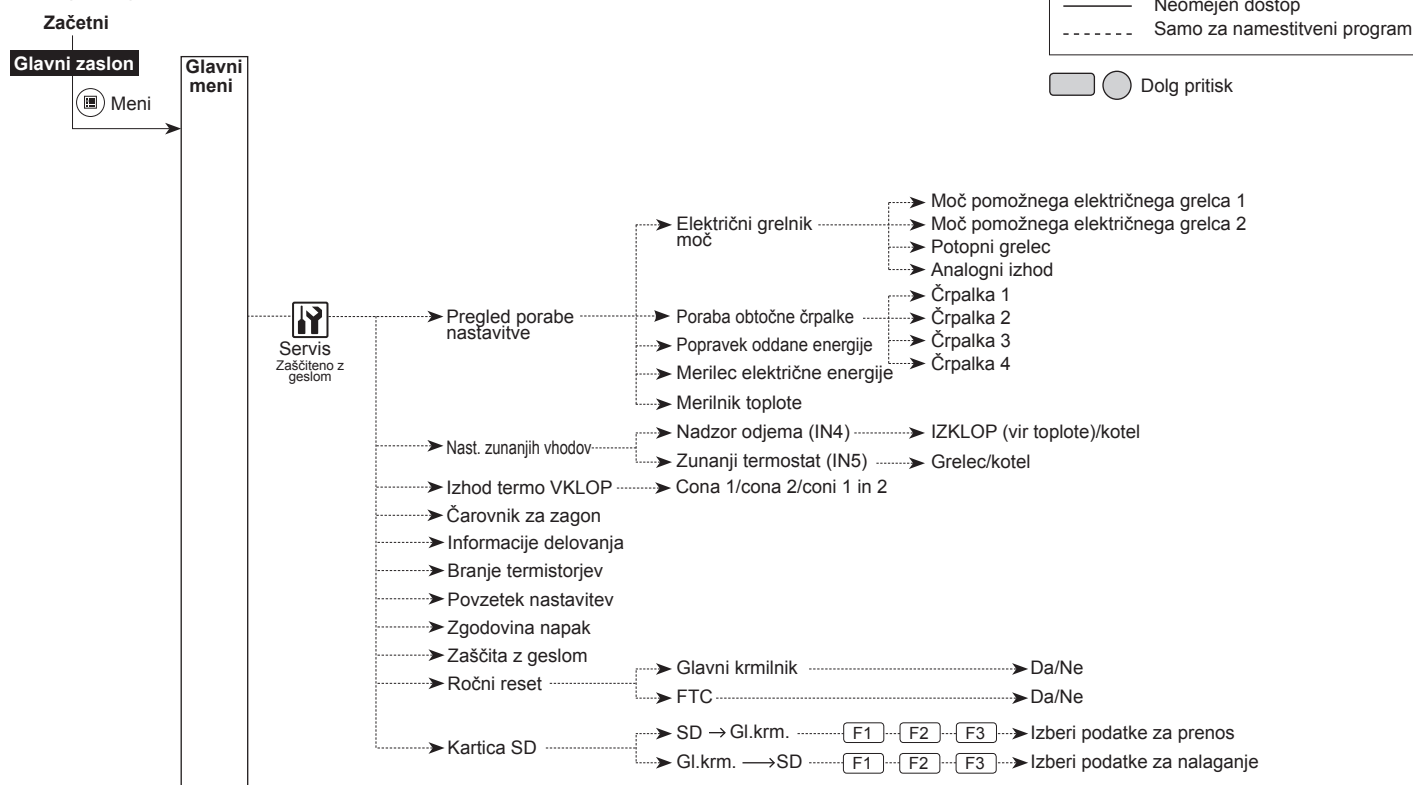 Neomejen dostop
Samo za namestitveni program
Dolg pritisk
Začetni
Glavni zaslon
Meni
Glavni
meni
Servis
Zaščiteno z
geslom
Pregled porabe
nastavitve
Električni grelnik
moč
Moč pomožnega električnega grelca 1
Moč pomožnega električnega grelca 2
Potopni grelec
Analogni izhod
Poraba obtočne črpalke
Črpalka 1
Črpalka 2
Črpalka 3
Črpalka 4
Popravek oddane energije
Merilec električne energije
Merilnik toplote
Nast. zunanjih vhodov
Nadzor odjema (IN4)
IZKLOP (vir toplote)/kotel
Zunanji termostat (IN5)
Grelec/kotel
Izhod termo VKLOP
Cona 1/cona 2/coni 1 in 2
Čarovnik za zagon
Informacije delovanja
Branje termistorjev
Povzetek nastavitev
Zgodovina napak
Zaščita z geslom
Ročni reset
Glavni krmilnik
Da/Ne
FTC
Da/Ne
Kartica SD
SD → Gl.krm.
F1 F2 F3
Izberi podatke za prenos
Gl.krm. → SD
F1 F2 F3
Izberi podatke za nalaganje